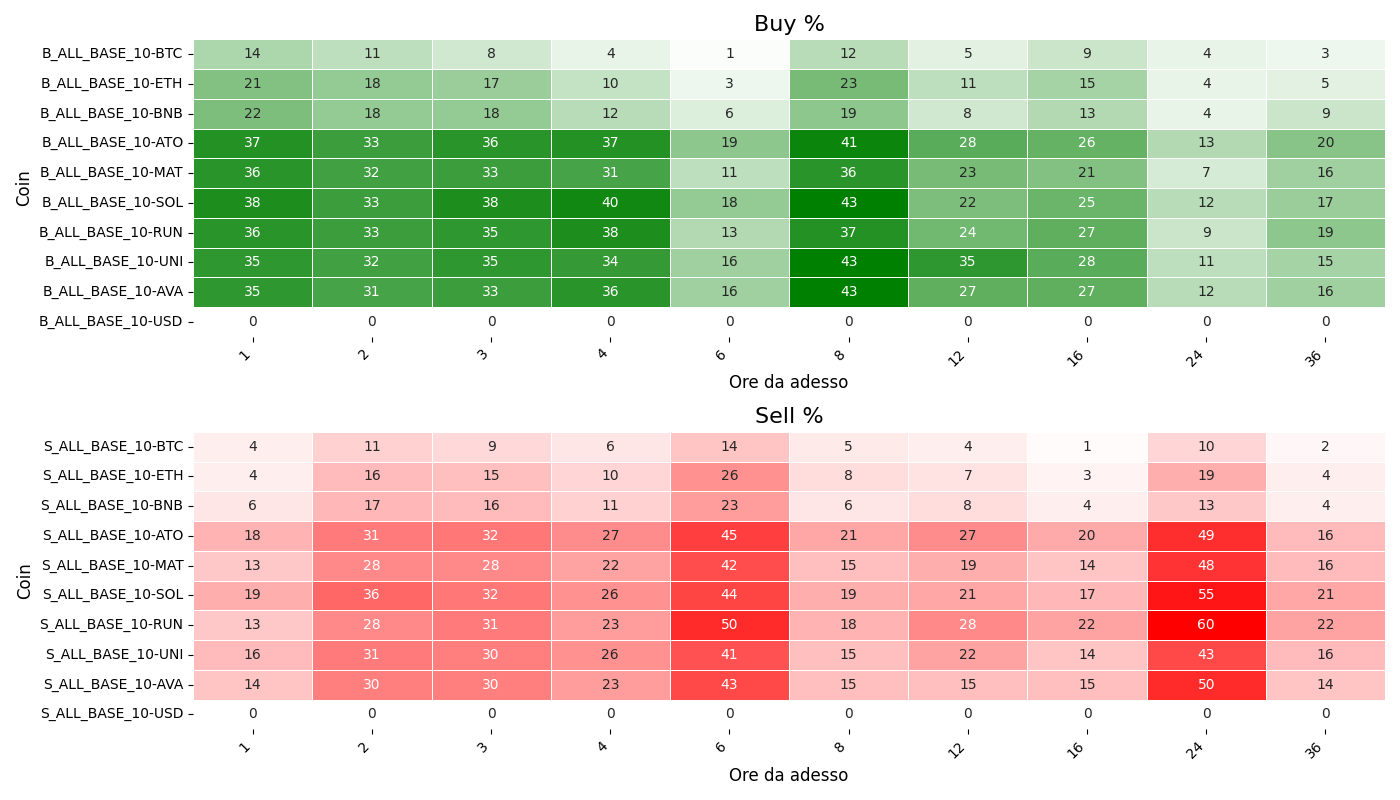 Buy %
Coin
B_ALL_BASE_10-BTC 14 11 8 4 1 12 5 9 4 3
B_ALL_BASE_10-ETH 21 18 17 10 3 23 11 15 4 5
B_ALL_BASE_10-BNB 22 18 18 12 6 19 8 13 4 9
B_ALL_BASE_10-ATO 37 33 36 37 19 41 28 26 13 20
B_ALL_BASE_10-MAT 36 32 33 31 11 36 23 21 7 16
B_ALL_BASE_10-SOL 38 33 38 40 18 43 22 25 12 17
B_ALL_BASE_10-RUN 36 33 35 38 13 37 24 27 9 19
B_ALL_BASE_10-UNI 35 32 35 34 16 43 35 28 11 15
B_ALL_BASE_10-AVA 35 31 33 36 16 43 27 27 12 16
B_ALL_BASE_10-USD 0 0 0 0 0 0 0 0 0 0
1 2 3 4 6 8 12 16 24 36
Ore da adesso
Sell %
Coin
S_ALL_BASE_10-BTC 4 11 9 6 14 5 4 1 10 2
S_ALL_BASE_10-ETH 4 16 15 10 26 8 7 3 19 4
S_ALL_BASE_10-BNB 6 17 16 11 23 6 8 4 13 4
S_ALL_BASE_10-ATO 18 31 32 27 45 21 27 20 49 16
S_ALL_BASE_10-MAT 13 28 28 22 42 15 19 14 48 16
S_ALL_BASE_10-SOL 19 36 32 26 44 19 21 17 55 21
S_ALL_BASE_10-RUN 13 28 31 23 50 18 28 22 60 22
S_ALL_BASE_10-UNI 16 31 30 26 41 15 22 14 43 16
S_ALL_BASE_10-AVA 14 30 30 23 43 15 15 15 50 14
S_ALL_BASE_10-USD 0 0 0 0 0 0 0 0 0 0
1 2 3 4 6 8 12 16 24 36
Ore da adesso